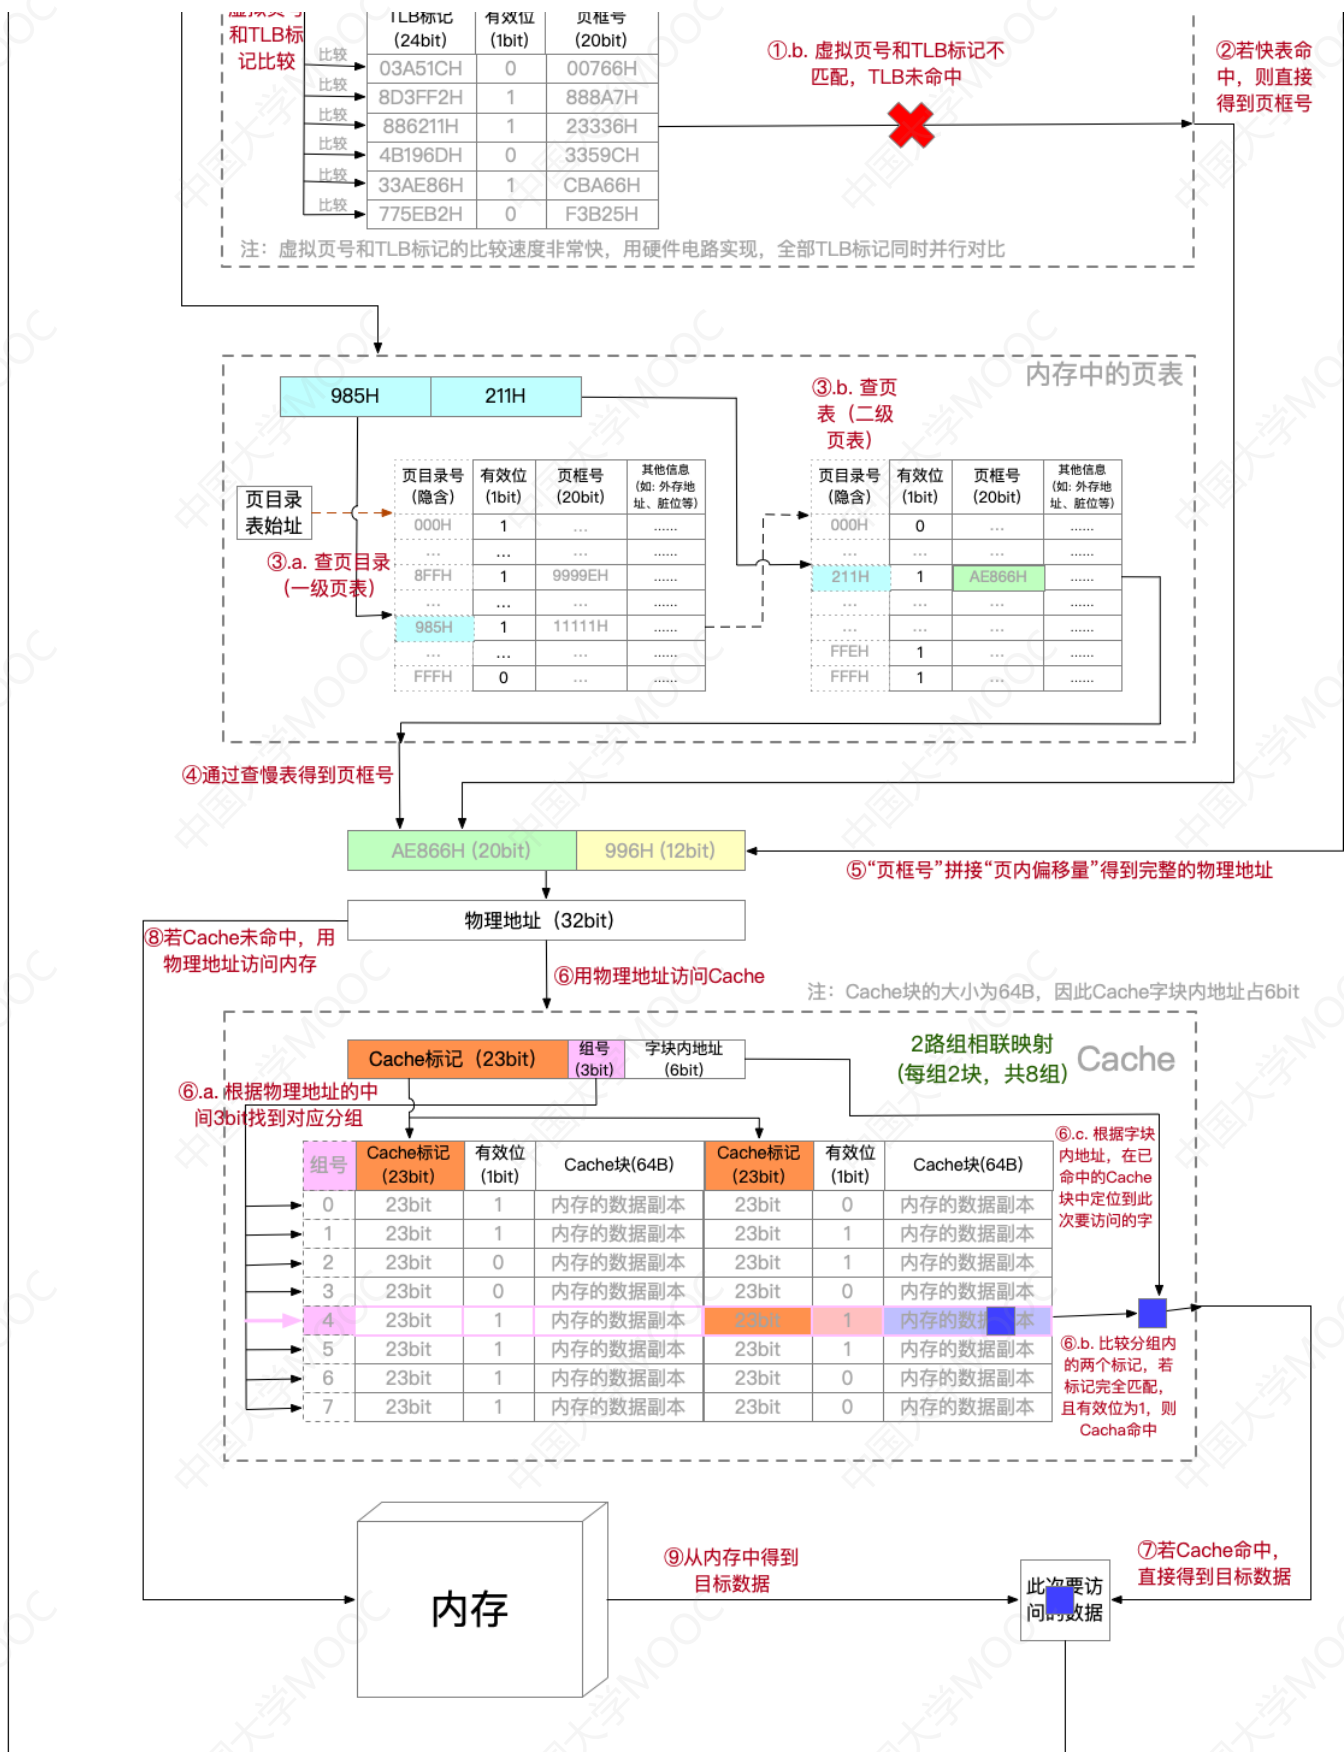 和TLB标
记比较
TLB标记
(24bit)
有效位
(1bit)
页框号
(20bit)
比较
03A51CH
0
00766H
比较
8D3FF2H
1
888A7H
比较
886211H
1
23336H
比较
4B196DH
0
3359CH
比较
33AE86H
1
CBA66H
比较
775EB2H
0
F3B25H
①.b. 虚拟页号和TLB标记不
匹配，TLB未命中
②若快表命
中，则直接
得到页框号
注：虚拟页号和TLB标记的比较速度非常快，用硬件电路实现，全部TLB标记同时并行对比
内存中的页表
985H
211H
③.b. 查页
表（二级
页表）
页目录
表始址
③.a. 查页目录
(一级页表）
页目录号
(隐含)
有效位
(1bit)
页框号
(20bit)
其他信息
(如: 外存地
址、脏位等)
000H
1
...
......
...
...
...
......
8FFH
1
9999EH
......
...
...
...
......
985H
1
11111H
......
...
...
...
......
FFFH
0
...
......
页目录号
(隐含)
有效位
(1bit)
页框号
(20bit)
其他信息
(如: 外存地
址、脏位等)
000H
0
...
......
...
...
...
......
211H
1
AE866H
......
...
...
...
......
...
...
...
......
FFEH
1
...
......
FFFH
1
...
......
④通过查慢表得到页框号
AE866H (20bit)
996H (12bit)
⑤“页框号”拼接“页内偏移量”得到完整的物理地址
物理地址（32bit）
⑧若Cache未命中，用
物理地址访问内存
⑥用物理地址访问Cache
注：Cache块的大小为64B，因此Cache字块内地址占6bit
Cache标记（23bit）
组号
(3bit)
字块内地址
(6bit)
2路组相联映射
(每组2块，共8组)
Cache
⑥.a. 根据物理地址的中
间3bit找到对应分组
组号
Cache标记
(23bit)
有效位
(1bit)
Cache块(64B)
Cache标记
(23bit)
有效位
(1bit)
Cache块(64B)
0
23bit
1
内存的数据副本
23bit
0
内存的数据副本
1
23bit
1
内存的数据副本
23bit
1
内存的数据副本
2
23bit
0
内存的数据副本
23bit
1
内存的数据副本
3
23bit
0
内存的数据副本
23bit
0
内存的数据副本
4
23bit
1
内存的数据副本
23bit
1
内存的数据 本
5
23bit
1
内存的数据副本
23bit
1
内存的数据副本
6
23bit
1
内存的数据副本
23bit
0
内存的数据副本
7
23bit
1
内存的数据副本
23bit
0
内存的数据副本
⑥.c. 根据字块
内地址，在已
命中的Cache
块中定位到此
次要访问的字
⑥.b. 比较分组内
的两个标记，若
标记完全匹配，
且有效位为1，则
Cacha命中
内存
⑨从内存中得到
目标数据
⑦若Cache命中，
直接得到目标数据
此次要访
问的数据
中国大学MOOC